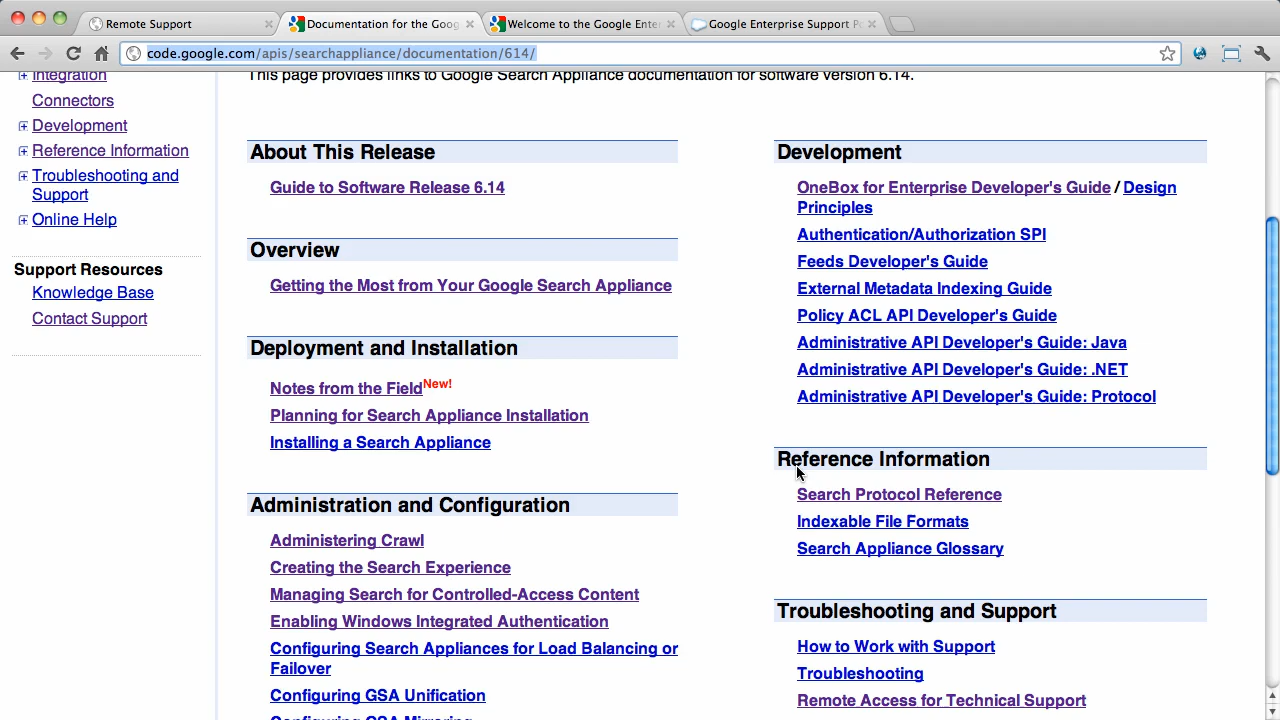 Remote Support
Documentation for the Goog
Welcome to the Google Enter
Google Enterprise Support Po
code.google.com/apis/searchappliance/documentation/614/
Integration
Connectors
Development
Reference Information
Troubleshooting and
Support
Online Help
Support Resources
Knowledge Base
Contact Support
This page provides links to Google Search Appliance documentation for software version 6.14.
About This Release
Guide to Software Release 6.14
Overview
Getting the Most from Your Google Search Appliance
Deployment and Installation
Notes from the Field New!
Planning for Search Appliance Installation
Installing a Search Appliance
Administration and Configuration
Administering Crawl
Creating the Search Experience
Managing Search for Controlled-Access Content
Enabling Windows Integrated Authentication
Configuring Search Appliances for Load Balancing or
Failover
Configuring GSA Unification
Configuring GSA Mirroring
Development
OneBox for Enterprise Developer's Guide / Design
Principles
Authentication/Authorization SPI
Feeds Developer's Guide
External Metadata Indexing Guide
Policy ACL API Developer's Guide
Administrative API Developer's Guide: Java
Administrative API Developer's Guide: .NET
Administrative API Developer's Guide: Protocol
Reference Information
Search Protocol Reference
Indexable File Formats
Search Appliance Glossary
Troubleshooting and Support
How to Work with Support
Troubleshooting
Remote Access for Technical Support